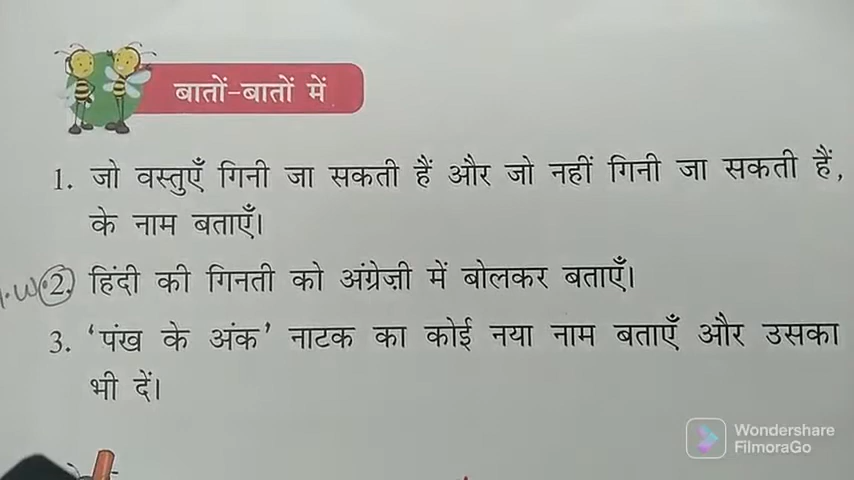 बातों-बातों में
1. जो वस्तुएँ गिनी जा सकती हैं और जो नहीं गिनी जा सकती हैं,
के नाम बताएँ।
.W 2. हिंदी की गिनती को अंग्रेज़ी में बोलकर बताएँ।
3. ‘पंख के अंक’ नाटक का कोई नया नाम बताएँ और उसका
भी दें।
Wondershare
FilmoraGo